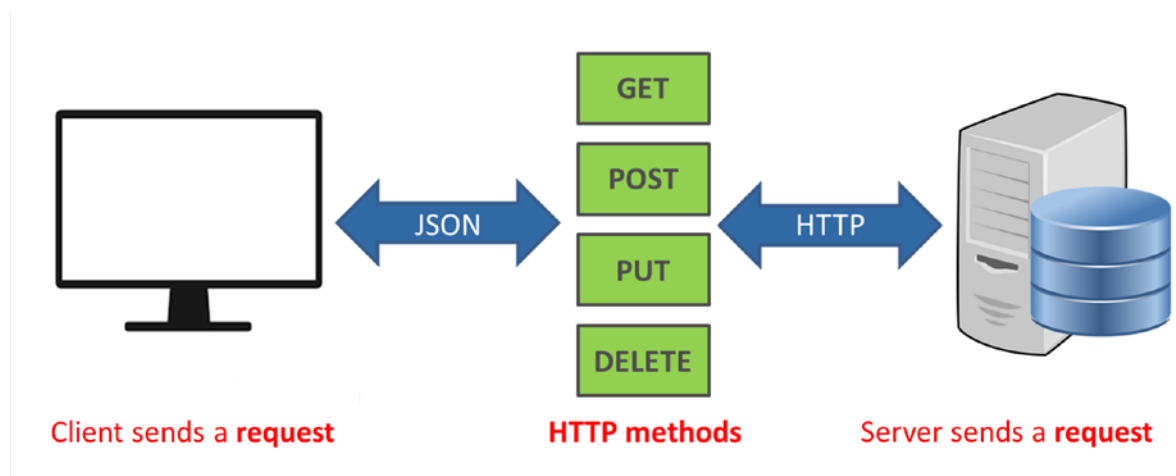 GET
POST
JSON
HTTP
PUT
DELETE
Client sends a request
HTTP methods
Server sends a request